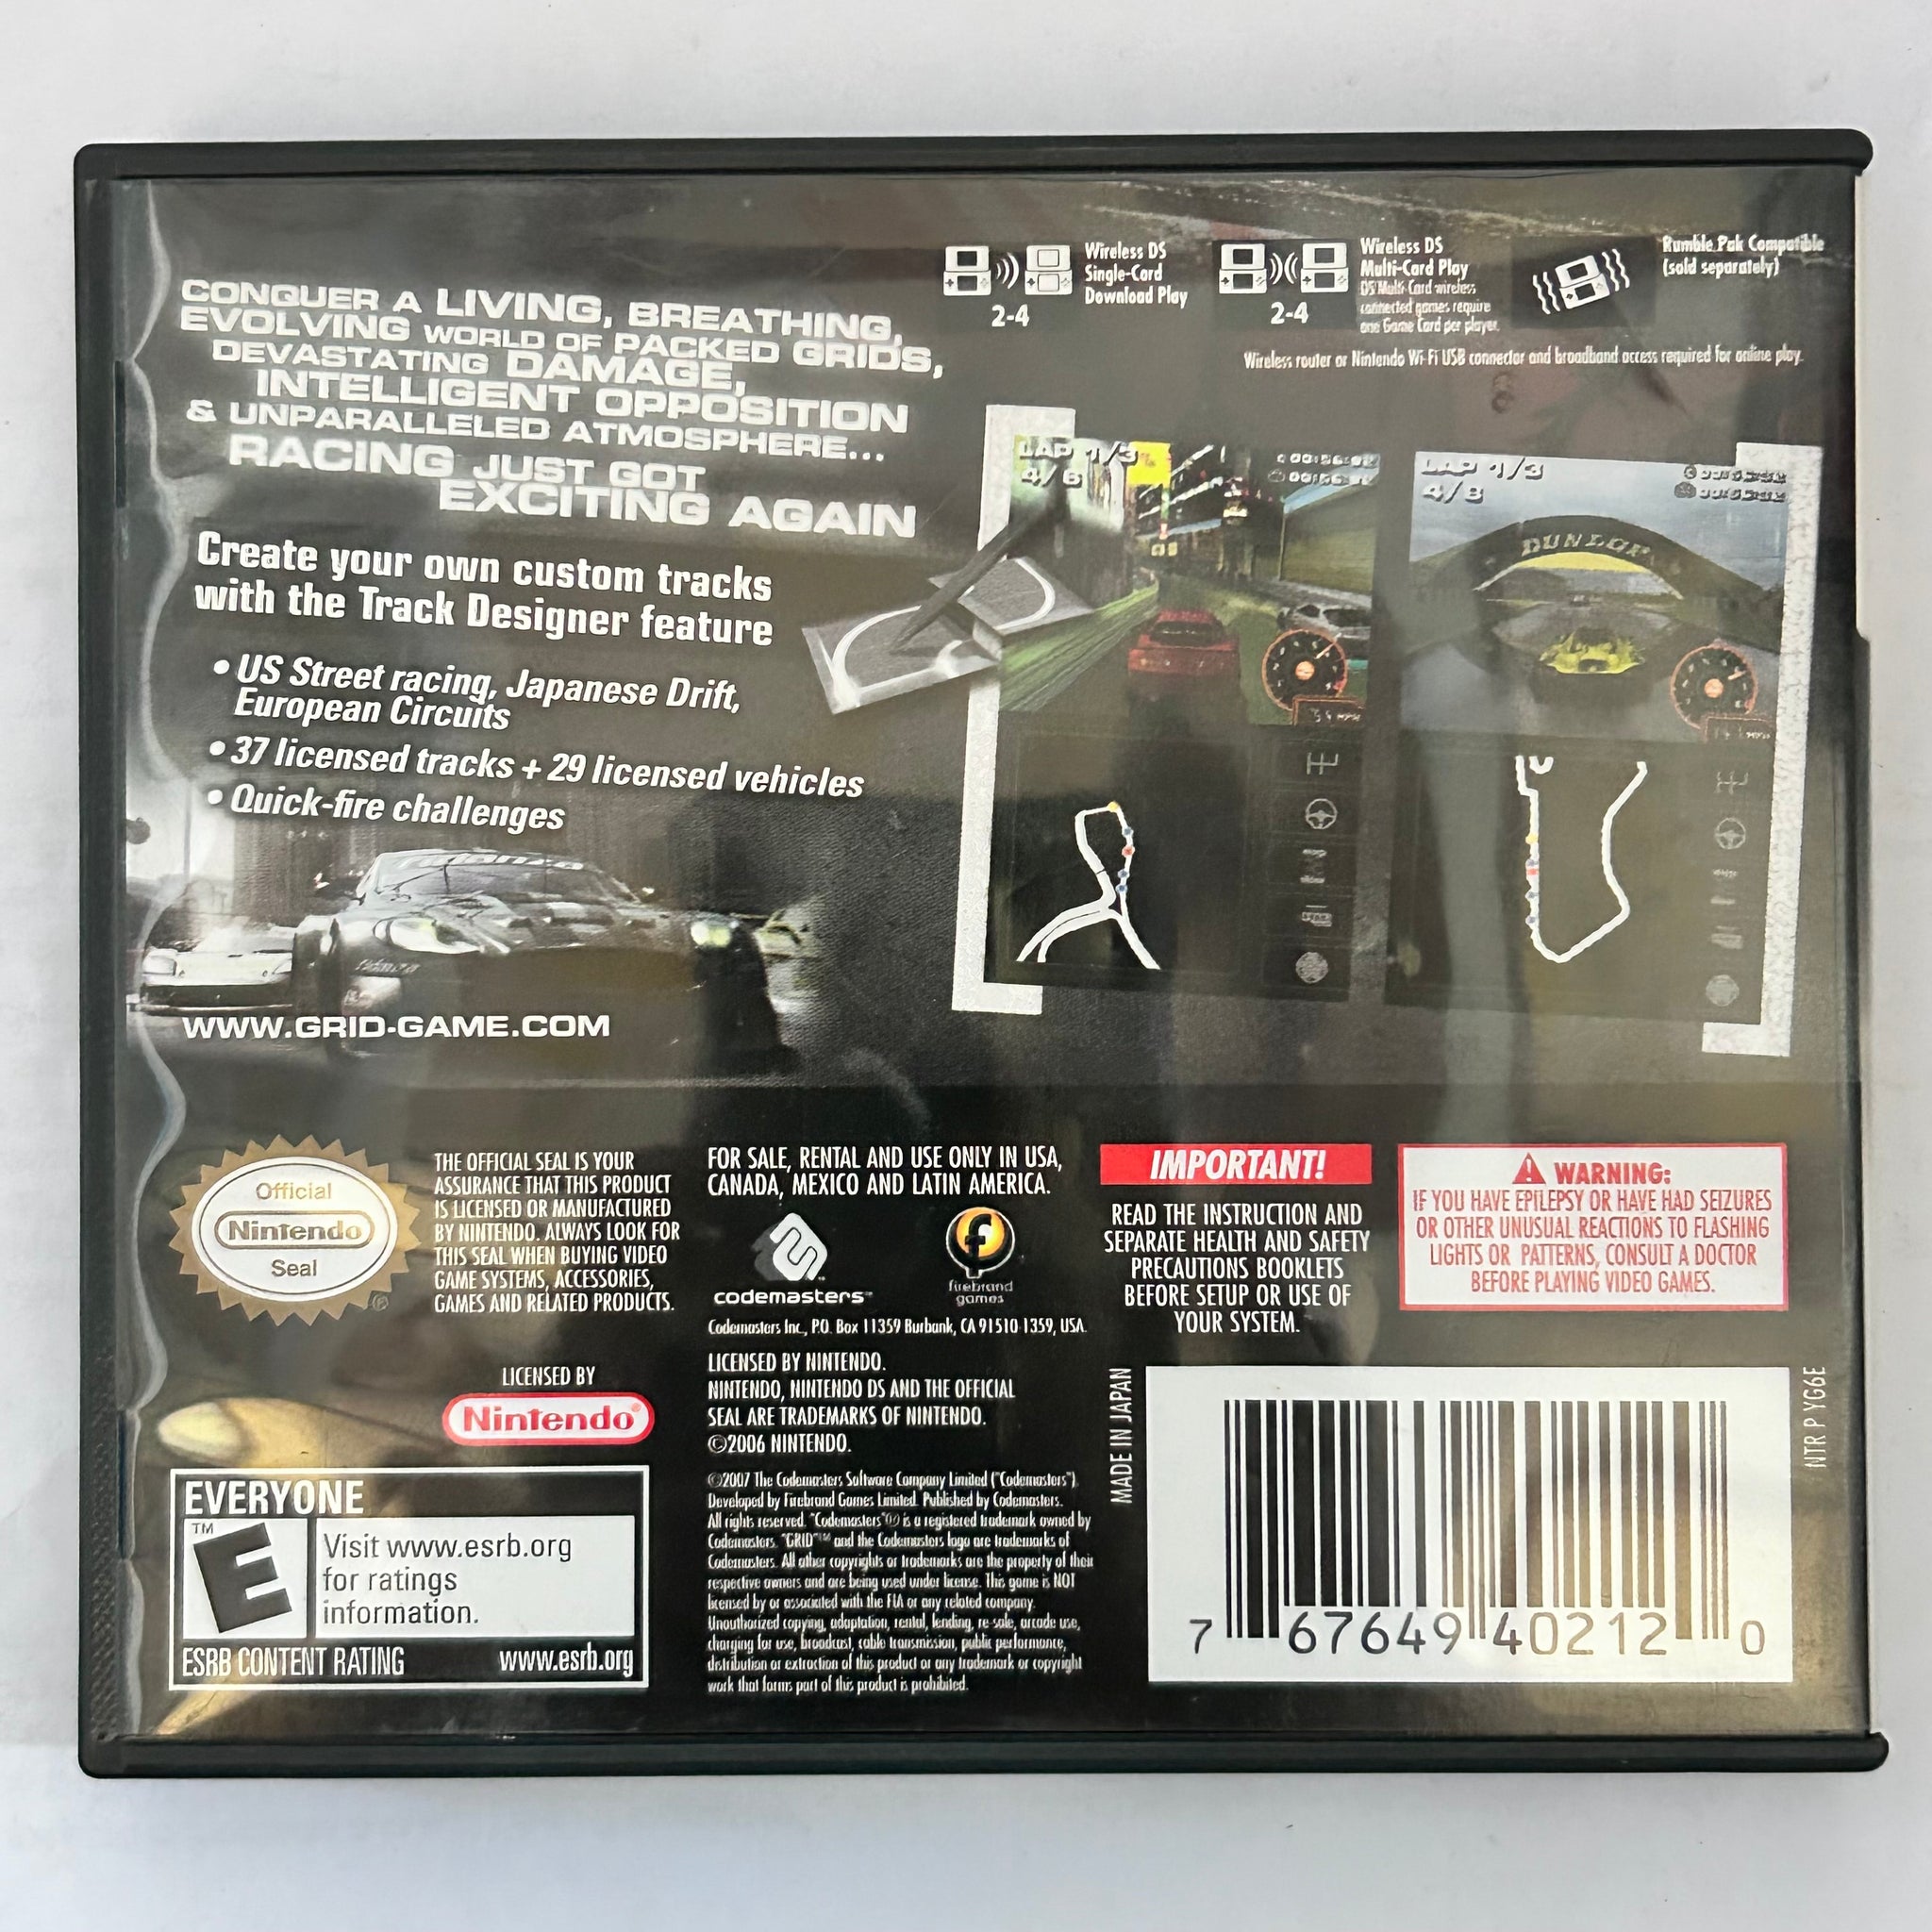 Wireless DS
Single-Card
Download Play
2-4
Wireless DS
Multi-Card Play
DS Multi-Card wireless
connected games require
one Game Card per player.
2-4
Rumble Pak Compatible
(sold separately)
Wireless router or Nintendo Wi-Fi USB connector and broadband access required for online play.
CONQUER A LIVING, BREATHING,
EVOLVING WORLD OF PACKED GRIDS,
DEVASTATING DAMAGE,
INTELLIGENT OPPOSITION
& UNPARALLELED ATMOSPHERE...
RACING JUST GOT
EXCITING AGAIN
Create your own custom tracks
with the Track Designer feature
• US Street racing, Japanese Drift,
European Circuits
• 37 licensed tracks + 29 licensed vehicles
• Quick-fire challenges
LAP 1/3
4/6
LAP 1/3
4/8
DUNLOP
WWW.GRID-GAME.COM
Official
Nintendo
Seal
®
THE OFFICIAL SEAL IS YOUR
ASSURANCE THAT THIS PRODUCT
IS LICENSED OR MANUFACTURED
BY NINTENDO. ALWAYS LOOK FOR
THIS SEAL WHEN BUYING VIDEO
GAME SYSTEMS, ACCESSORIES,
GAMES AND RELATED PRODUCTS.
LICENSED BY
Nintendo®
EVERYONE
E
TM
Visit www.esrb.org
for ratings
information.
ESRB CONTENT RATING www.esrb.org
FOR SALE, RENTAL AND USE ONLY IN USA,
CANADA, MEXICO AND LATIN AMERICA.
codemasters™
firebrand
games
Codemasters Inc., P.O. Box 11359 Burbank, CA 91510-1359, USA.
LICENSED BY NINTENDO.
NINTENDO, NINTENDO DS AND THE OFFICIAL
SEAL ARE TRADEMARKS OF NINTENDO.
©2006 NINTENDO.
©2007 The Codemasters Software Company Limited ("Codemasters").
Developed by Firebrand Games Limited. Published by Codemasters.
All rights reserved. "Codemasters"® is a registered trademark owned by
Codemasters. "GRID"™ and the Codemasters logo are trademarks of
Codemasters. All other copyrights or trademarks are the property of their
respective owners and are being used under license. This game is NOT
licensed by or associated with the FIA or any related company.
Unauthorized copying, adaptation, rental, lending, re-sale, arcade use,
charging for use, broadcast, cable transmission, public performance,
distribution or extraction of this product or any trademark or copyright
work that forms part of this product is prohibited.
IMPORTANT!
READ THE INSTRUCTION AND
SEPARATE HEALTH AND SAFETY
PRECAUTIONS BOOKLETS
BEFORE SETUP OR USE OF
YOUR SYSTEM.
WARNING:
IF YOU HAVE EPILEPSY OR HAVE HAD SEIZURES
OR OTHER UNUSUAL REACTIONS TO FLASHING
LIGHTS OR PATTERNS, CONSULT A DOCTOR
BEFORE PLAYING VIDEO GAMES.
MADE IN JAPAN
7 67649 40212 0
NTR P YG6E